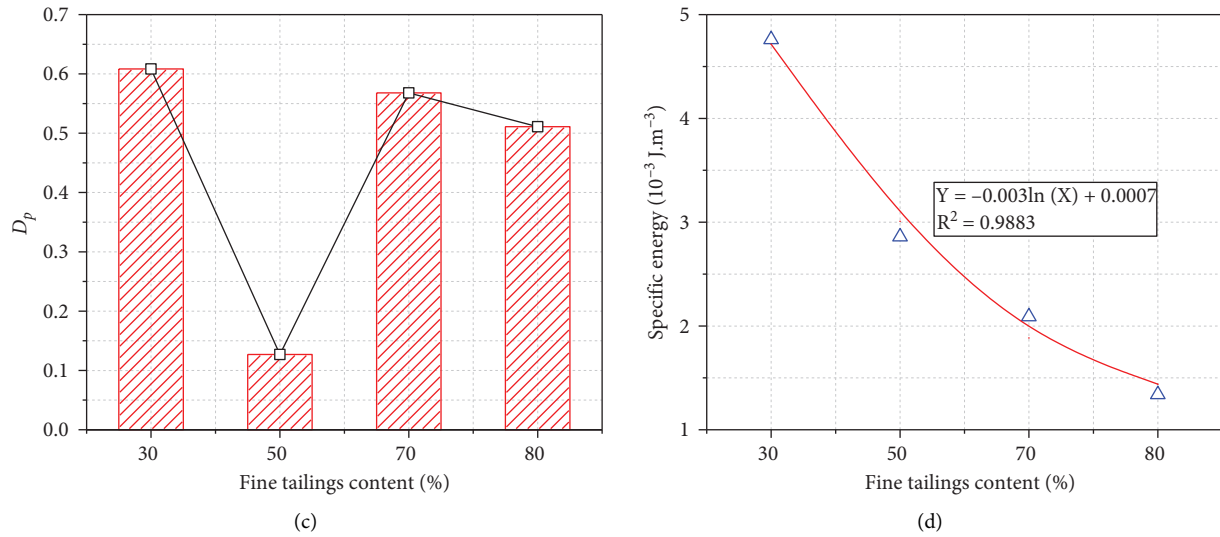 0.7
0.6
0.5
0.4
0.3
0.2
0.1
0.0
D_p
30 50 70 80
Fine tailings content (%)
(c)
5
4
3
2
1
Specific energy (10⁻³ J.m⁻³)
Y = –0.003ln (X) + 0.0007
R² = 0.9883
30 50 70 80
Fine tailings content (%)
(d)